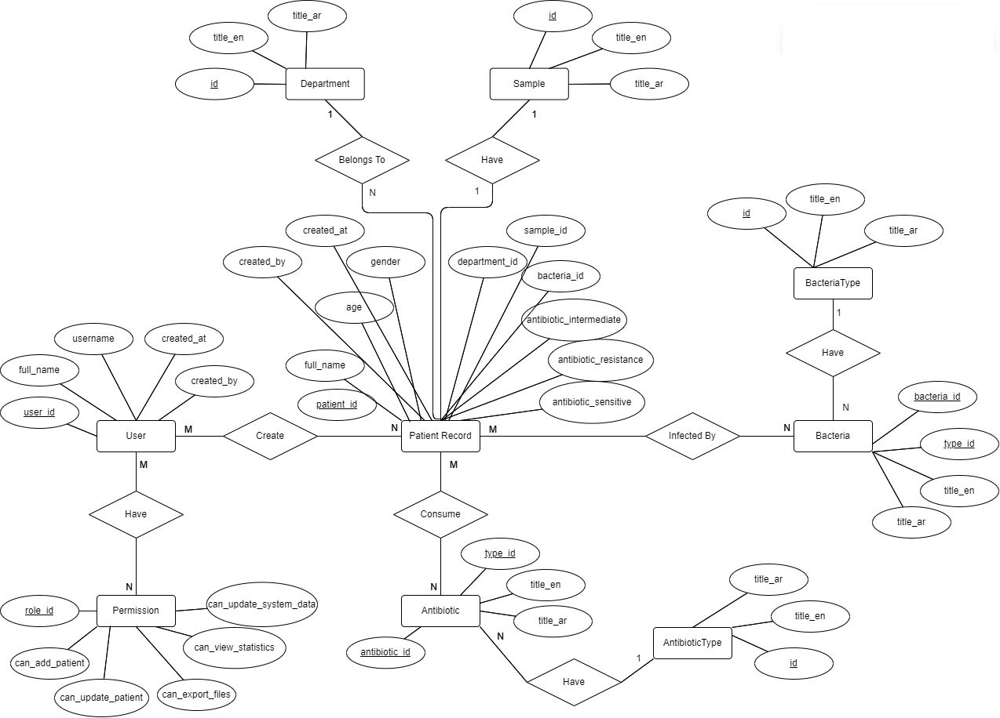 title_ar
title_en
id
Department
1
Belongs To
N
id
title_en
title_ar
Sample
1
Have
1
created_at
created_by
gender
age
full_name
patient_id
sample_id
department_id
bacteria_id
antibiotic_intermediate
antibiotic_resistance
antibiotic_sensitive
id
title_en
title_ar
BacteriaType
1
Have
N
username
created_at
full_name
created_by
user_id
User
M
Create
N
Patient Record
M
Infected By
N
Bacteria
bacteria_id
type_id
title_en
title_ar
M
Have
N
M
Consume
N
role_id
Permission
can_update_system_data
can_view_statistics
can_add_patient
can_update_patient
can_export_files
type_id
title_en
Antibiotic
title_ar
antibiotic_id
N
Have
1
title_ar
title_en
AntibioticType
id